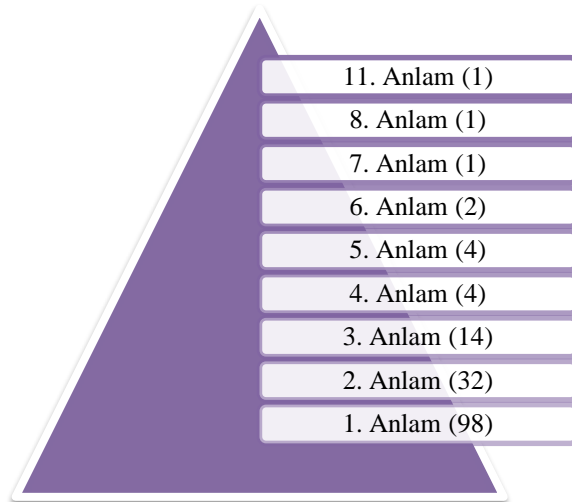 11. Anlam (1)
8. Anlam (1)
7. Anlam (1)
6. Anlam (2)
5. Anlam (4)
4. Anlam (4)
3. Anlam (14)
2. Anlam (32)
1. Anlam (98)